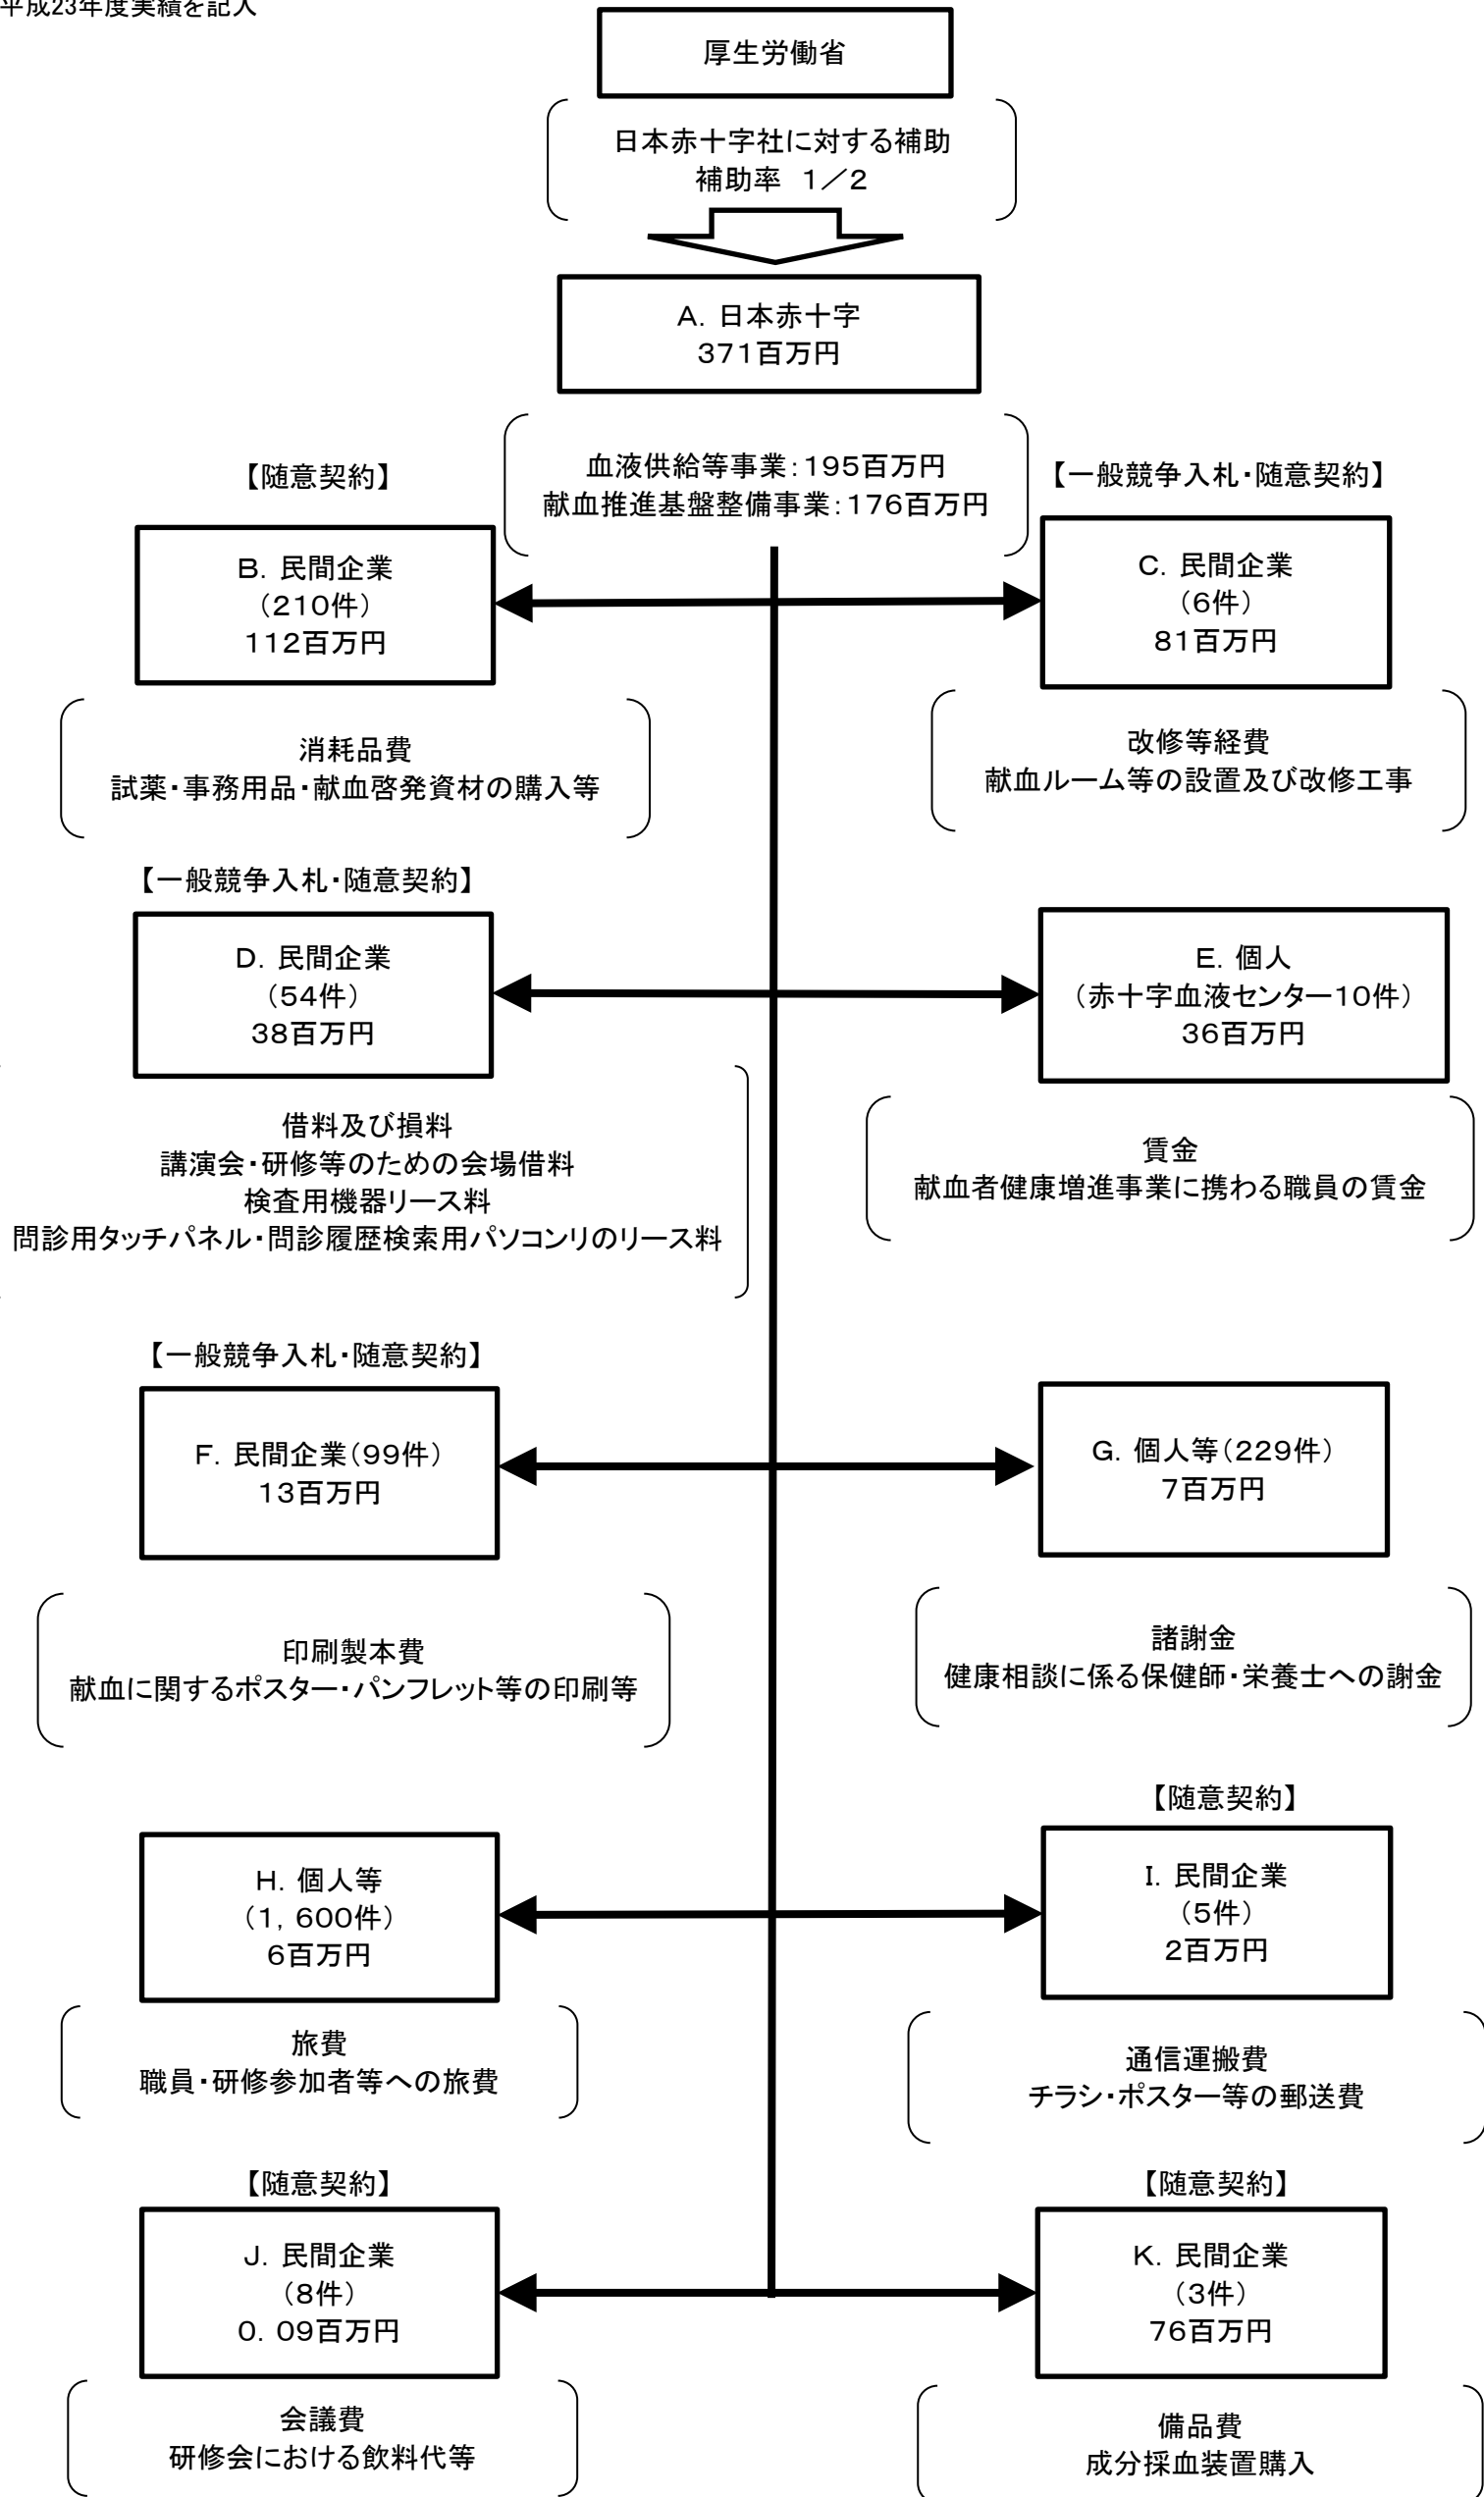 平成23年度実績を記入
厚生労働省
日本赤十字社に対する補助
補助率　１／２
Ａ．日本赤十字
３７１百万円
血液供給等事業：１９５百万円
献血推進基盤整備事業：１７６百万円
【随意契約】
Ｂ．民間企業
（２１０件）
１１２百万円
消耗品費
試薬・事務用品・献血啓発資材の購入等
【一般競争入札・随意契約】
Ｃ．民間企業
（６件）
８１百万円
改修等経費
献血ルーム等の設置及び改修工事
【一般競争入札・随意契約】
Ｄ．民間企業
（５４件）
３８百万円
借料及び損料
講演会・研修等のための会場借料
検査用機器リース料
問診用タッチパネル・問診履歴検索用パソコンリのリース料
Ｅ．個人
（赤十字血液センター１０件）
３６百万円
賃金
献血者健康増進事業に携わる職員の賃金
【一般競争入札・随意契約】
Ｆ．民間企業（９９件）
１３百万円
印刷製本費
献血に関するポスター・パンフレット等の印刷等
Ｇ．個人等（２２９件）
７百万円
諸謝金
健康相談に係る保健師・栄養士への謝金
Ｈ．個人等
（１，６００件）
６百万円
旅費
職員・研修参加者等への旅費
【随意契約】
Ｉ．民間企業
（５件）
２百万円
通信運搬費
チラシ・ポスター等の郵送費
【随意契約】
Ｊ．民間企業
（８件）
０．０９百万円
会議費
研修会における飲料代等
【随意契約】
Ｋ．民間企業
（３件）
７６百万円
備品費
成分採血装置購入